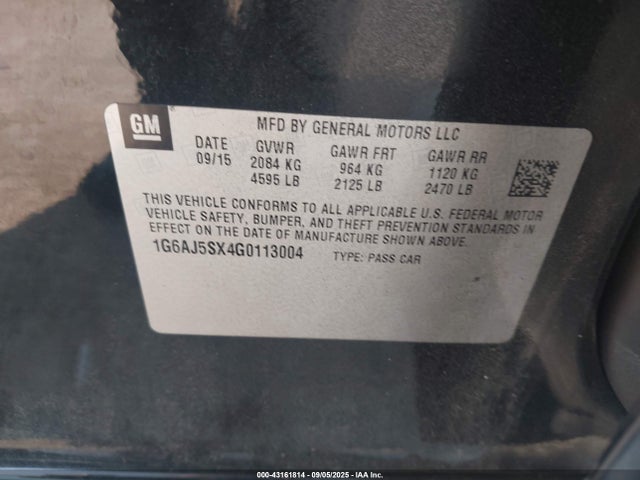 GM
MFD BY GENERAL MOTORS LLC
DATE GVWR GAWR FRT GAWR RR
09/15 2084 KG 964 KG 1120 KG
4595 LB 2125 LB 2470 LB
THIS VEHICLE CONFORMS TO ALL APPLICABLE U.S. FEDERAL MOTOR
VEHICLE SAFETY, BUMPER, AND THEFT PREVENTION STANDARDS IN
EFFECT ON THE DATE OF MANUFACTURE SHOWN ABOVE.
1G6AJ5SX4G0113004 TYPE: PASS CAR
000-43161814 - 09/05/2025 - IAA Inc.